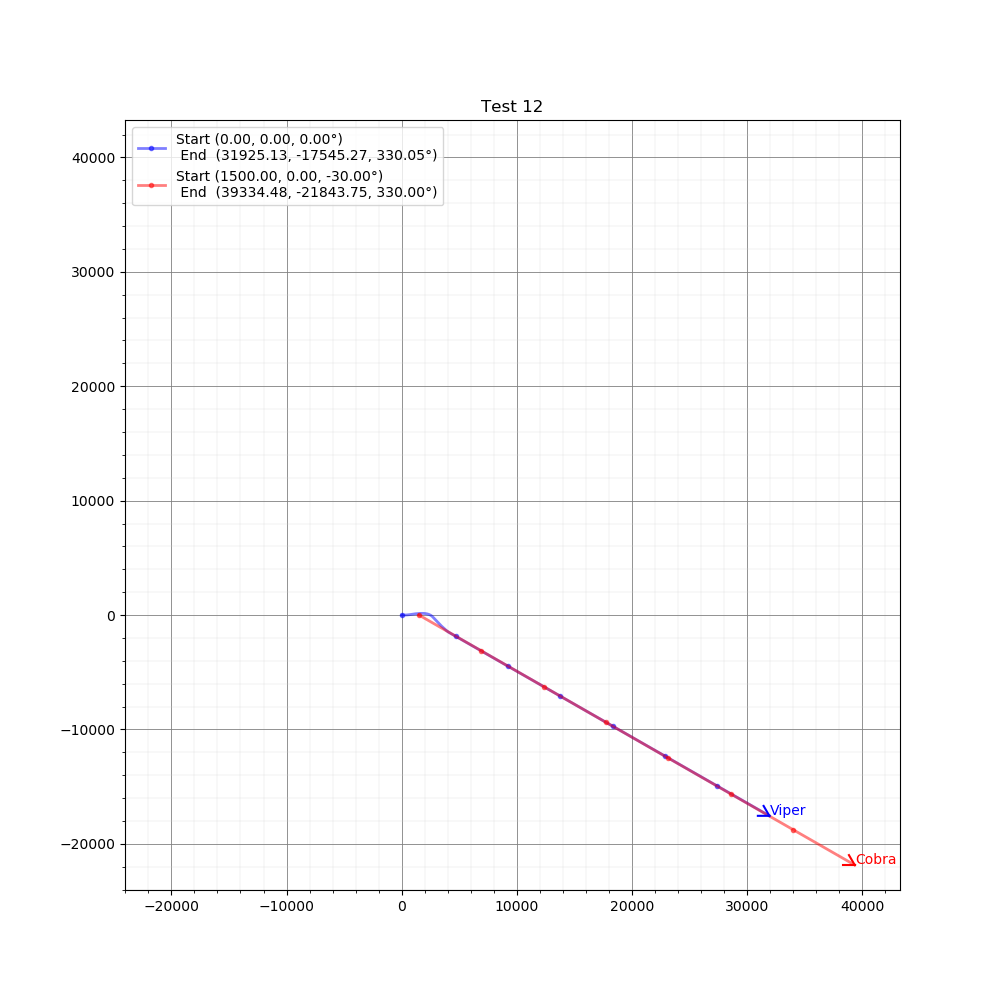 Test 12
Start (0.00, 0.00, 0.00°)
End (31925.13, -17545.27, 330.05°)
Start (1500.00, 0.00, -30.00°)
End (39334.48, -21843.75, 330.00°)
40000
30000
20000
10000
0
−10000
−20000
Viper
Cobra
−20000 −10000 0 10000 20000 30000 40000